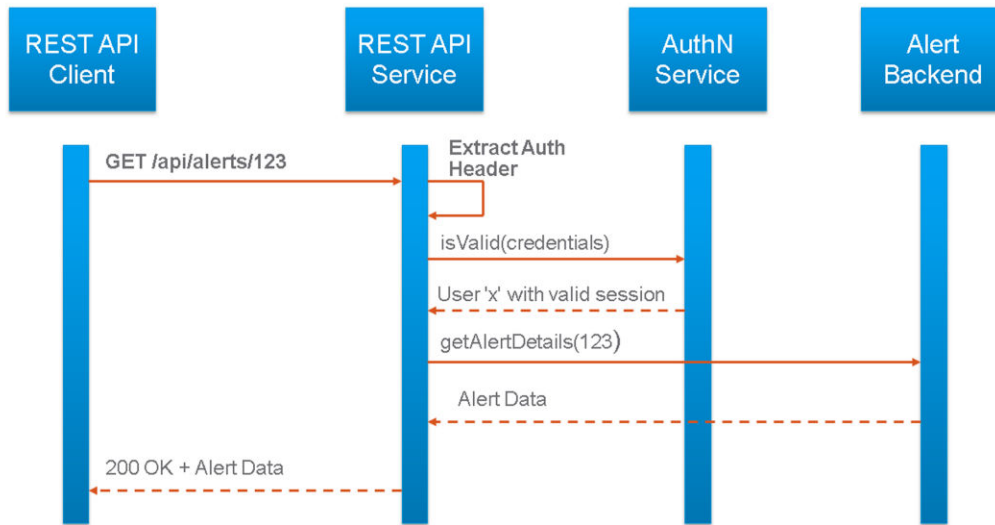 REST API
Client
REST API
Service
AuthN
Service
Alert
Backend
GET /api/alerts/123
Extract Auth
Header
isValid(credentials)
User 'x' with valid session
getAlertDetails(123)
Alert Data
200 OK + Alert Data